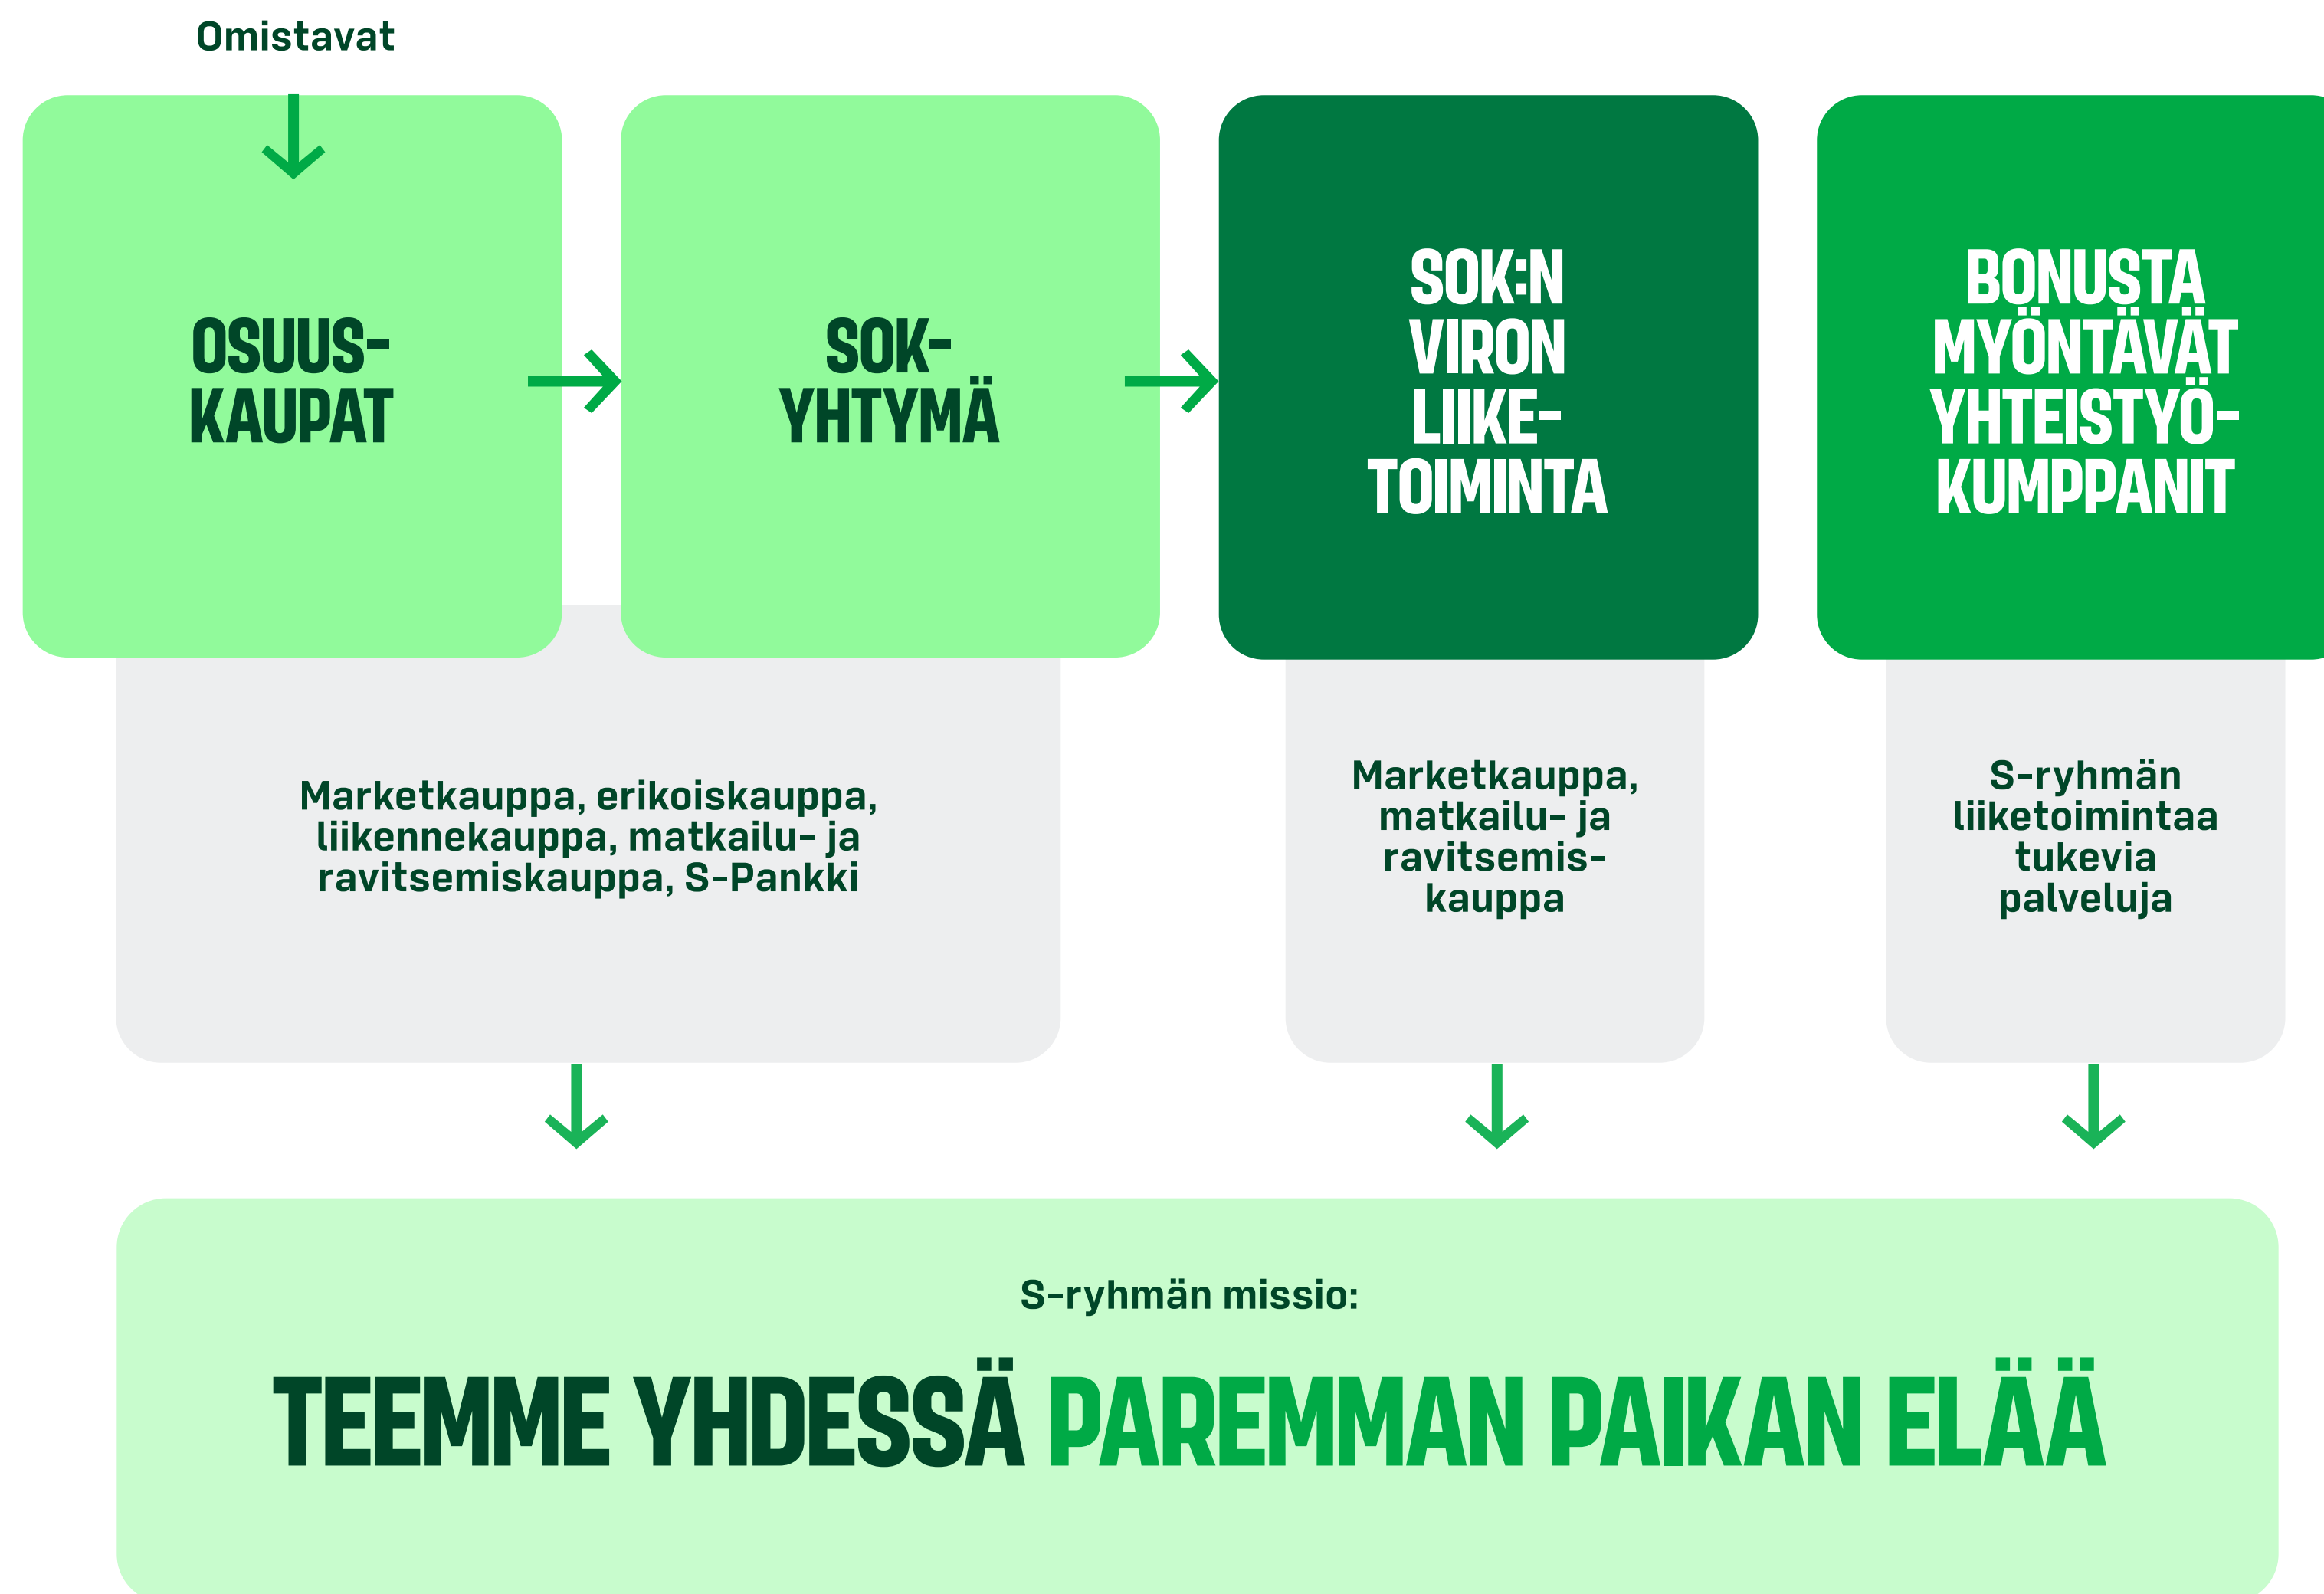 Omistavat
OSUUS-
KAUPAT
SOK-
YHTYMÄ
SOK:N
VIRON
LIIKE-
TOIMINTA
BONUSTA
MYÖNTÄVÄT
YHTEISTYÖ-
KUMPPANIT
Marketkauppa, erikoiskauppa,
liikennekauppa, matkailu- ja
ravitsemiskauppa, S-Pankki
Marketkauppa,
matkailu- ja
ravitsemis-
kauppa
S-ryhmän
liiketoimintaa
tukevia
palveluja
S-ryhmän missio:
TEEMME YHDESSÄ PAREMMAN PAIKAN ELÄÄ